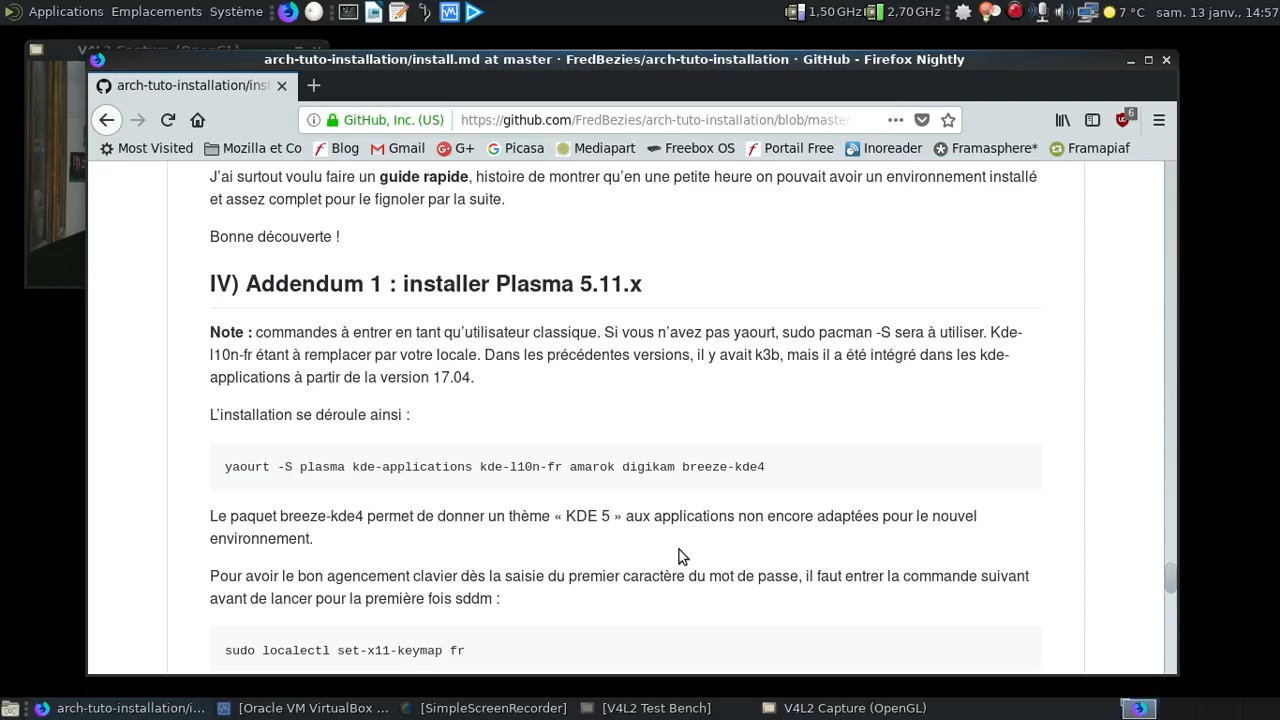 Applications Emplacements Système 1,50 GHz 2,70 GHz 7 °C sam. 13 janv., 14:57
V4L2 Capture (OpenGL)
arch-tuto-installation/install.md at master · FredBezies/arch-tuto-installation · GitHub - Firefox Nightly
arch-tuto-installation/inst
GitHub, Inc. (US) https://github.com/FredBezies/arch-tuto-installation/blob/master 6
Most Visited Mozilla et Co Blog Gmail G+ Picasa Mediapart Freebox OS Portail Free Inoreader Framasphere* Framapiaf
J’ai surtout voulu faire un guide rapide, histoire de montrer qu’en une petite heure on pouvait avoir un environnement installé
et assez complet pour le fignoler par la suite.
Bonne découverte !
IV) Addendum 1 : installer Plasma 5.11.x
Note : commandes à entrer en tant qu’utilisateur classique. Si vous n’avez pas yaourt, sudo pacman -S sera à utiliser. Kde-
l10n-fr étant à remplacer par votre locale. Dans les précédentes versions, il y avait k3b, mais il a été intégré dans les kde-
applications à partir de la version 17.04.
L’installation se déroule ainsi :
yaourt -S plasma kde-applications kde-l10n-fr amarok digikam breeze-kde4
Le paquet breeze-kde4 permet de donner un thème « KDE 5 » aux applications non encore adaptées pour le nouvel
environnement.
Pour avoir le bon agencement clavier dès la saisie du premier caractère du mot de passe, il faut entrer la commande suivant
avant de lancer pour la première fois sddm :
sudo localectl set-x11-keymap fr
arch-tuto-installation/i... [Oracle VM VirtualBox ... [SimpleScreenRecorder] [V4L2 Test Bench] V4L2 Capture (OpenGL)